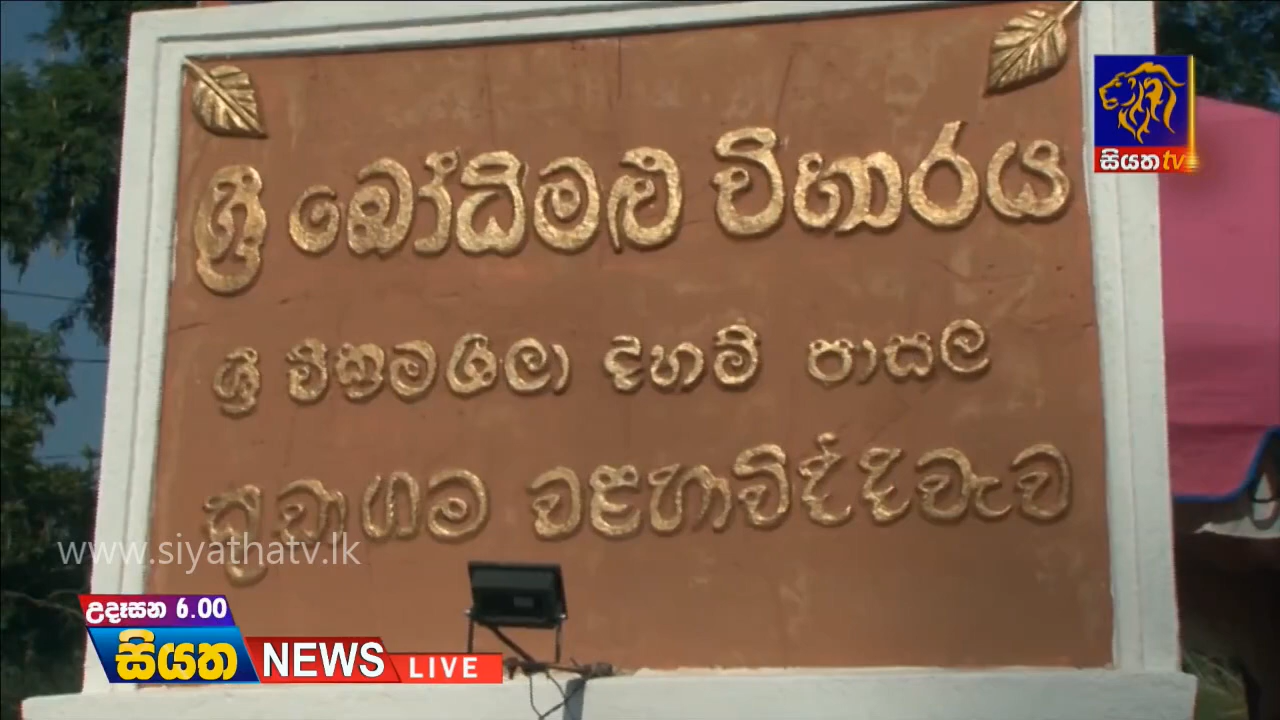 ශ්‍රී බෝධිමළු විහාරය
ශ්‍රී වික්‍රමශීලා දහම් පාසල
කුවාගම වළහාවිද්දවැව
සියත tv
www.siyathatv.lk
උදෑසන 6.00
සියත NEWS LIVE